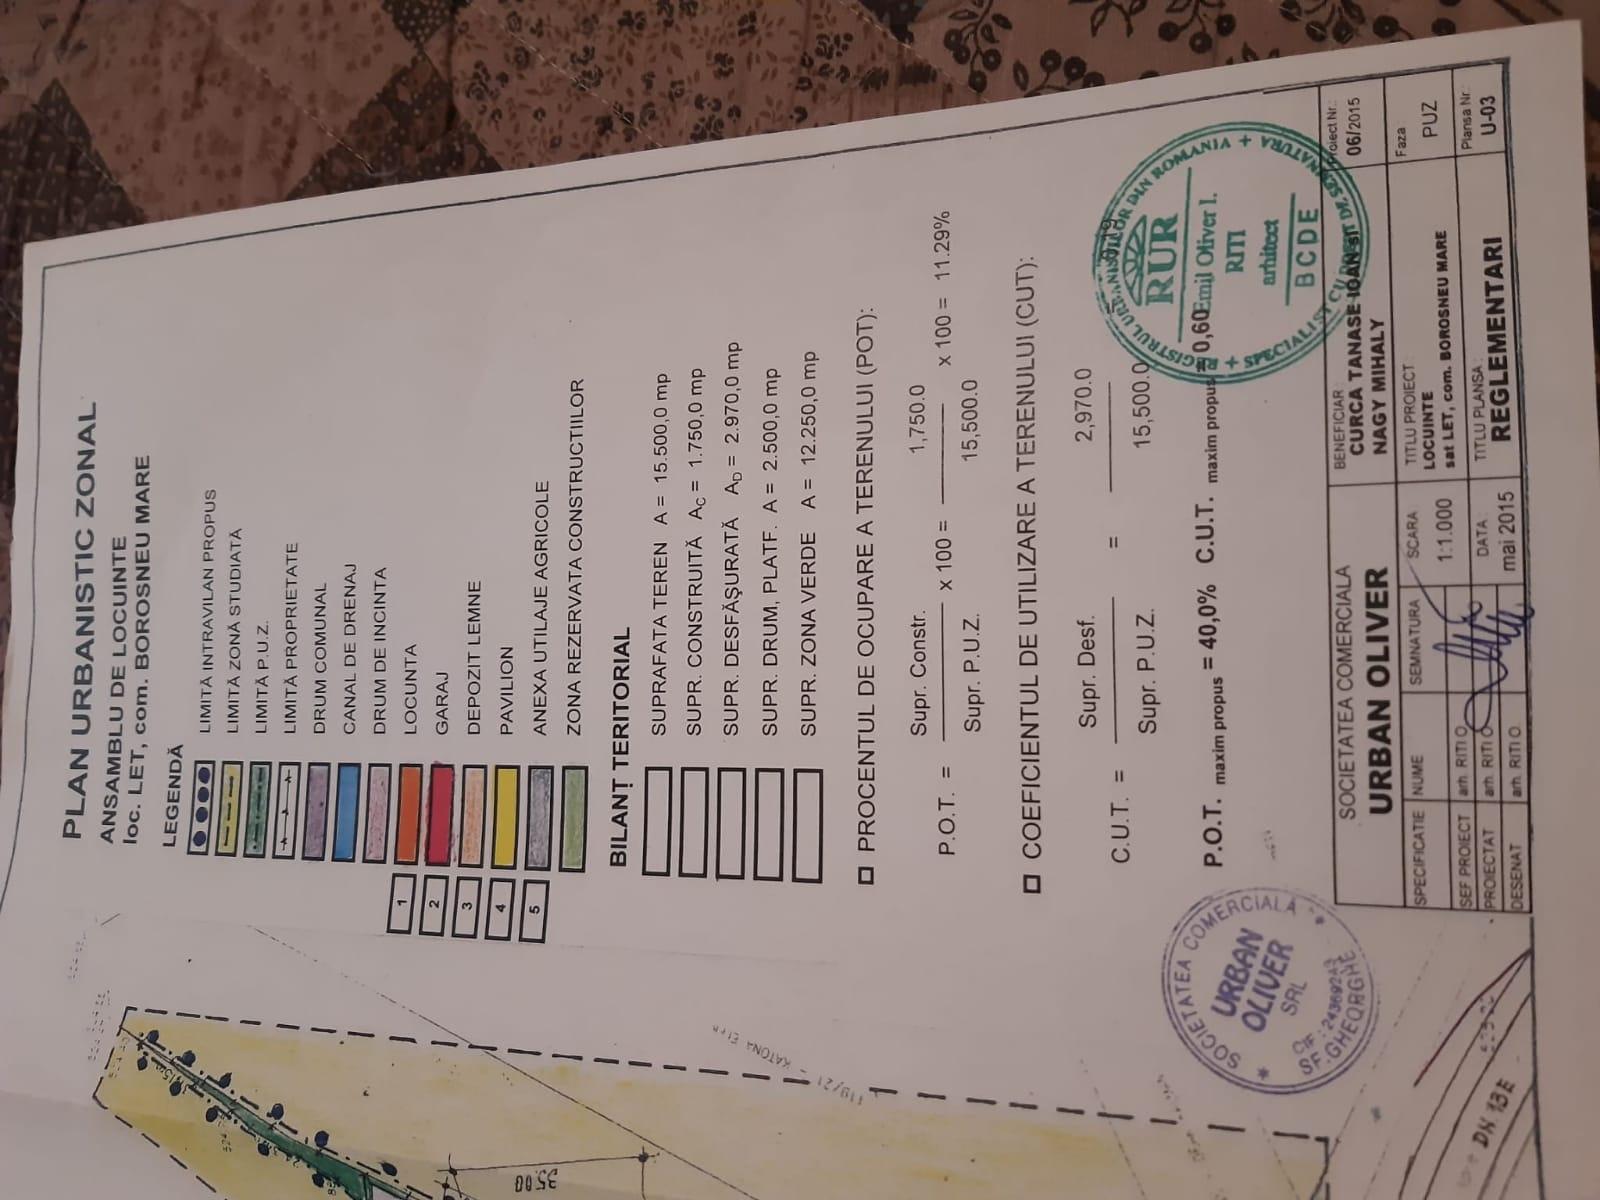 PLAN URBANISTIC ZONAL
ANSAMBLU DE LOCUINTE
loc. LET, com. BOROSNEU MARE
LEGENDĂ
LIMITĂ INTRAVILAN PROPUS
LIMITĂ ZONĂ STUDIATĂ
LIMITĂ P.U.Z.
LIMITĂ PROPRIETATE
DRUM COMUNAL
CANAL DE DRENAJ
DRUM DE INCINTA
1 LOCUNTA
2 GARAJ
3 DEPOZIT LEMNE
4 PAVILION
5 ANEXA UTILAJE AGRICOLE
ZONA REZERVATA CONSTRUCTIILOR
BILANȚ TERITORIAL
SUPRAFATA TEREN A = 15.500,0 mp
SUPR. CONSTRUITĂ AC = 1.750,0 mp
SUPR. DESFĂŞURATĂ AD = 2.970,0 mp
SUPR. DRUM, PLATF. A = 2.500,0 mp
SUPR. ZONA VERDE A = 12.250,0 mp
PROCENTUL DE OCUPARE A TERENULUI (POT):
Supr. Constr. 1,750.0
P.O.T. = x 100 = x 100 = 11.29%
Supr. P.U.Z. 15,500.0
COEFICIENTUL DE UTILIZARE A TERENULUI (CUT):
Supr. Desf. 2,970.0
C.U.T. = =
Supr. P.U.Z. 15,500.0
P.O.T. maxim propus = 40,0% C.U.T. maxim propus = 0,60
REGISTRUL URBANISTILOR DIN ROMANIA
RUR
Emil Oliver I.
RITI
arhitect
B C D E
SPECIALIST CU DREPT DE SEMNATURA
SOCIETATEA COMERCIALĂ
URBAN
OLIVER
SRL
CIF: 24369243
SF. GHEORGHE
SOCIETATEA COMERCIALA
URBAN OLIVER
BENEFICIAR:
CURCA TANASE IOAN si
NAGY MIHALY
Proiect Nr.:
06/2015
SPECIFICATIE NUME SEMNATURA
SEF PROIECT arh. RITI O.
PROIECTAT arh. RITI O.
DESENAT arh. RITI O.
SCARA
1:1.000
DATA:
mai 2015
TITLU PROIECT:
LOCUINTE
sat LET, com. BOROSNEU MARE
Faza:
PUZ
TITLU PLANSA:
REGLEMENTARI
Plansa Nr.:
U-03
119/21 - KATONA
35.00
DN 13E